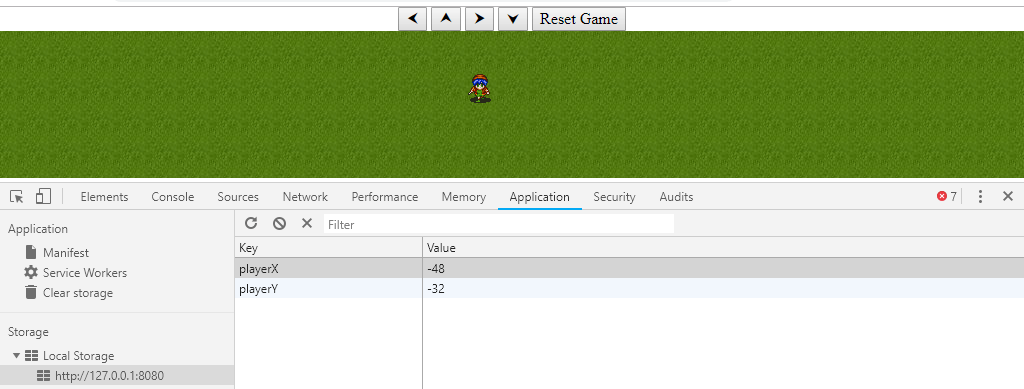 ⮜ ⮝ ⮞ ⮟ Reset Game
Elements Console Sources Network Performance Memory Application Security Audits 7
Application
Manifest
Service Workers
Clear storage
Storage
Local Storage
http://127.0.0.1:8080
Filter
Key Value
playerX -48
playerY -32